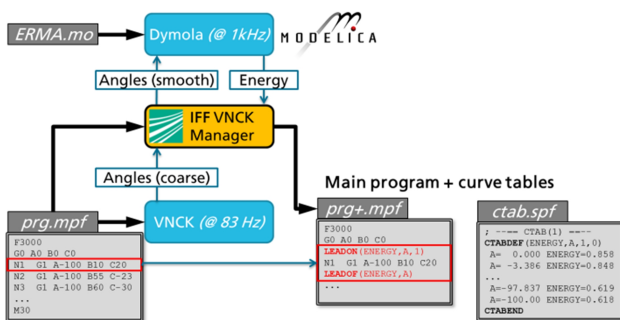 ERMA.mo
Dymola (@ 1kHz)
MODELICA
Angles (smooth)
Energy
IFF VNCK
Manager
Angles (coarse)
VNCK (@ 83 Hz)
prg.mpf
F3000
G0 A0 B0 C0
N1 G1 A-100 B10 C20
N2 G1 A-100 B55 C-23
N3 G1 A-100 B60 C-30
...
M30
Main program + curve tables
prg+.mpf
F3000
G0 A0 B0 C0
LEADON(ENERGY,A,1)
N1 G1 A-100 B10 C20
LEADOF(ENERGY,A)
...
ctab.spf
; --== CTAB(1) ==--
CTABDEF(ENERGY,A,1,0)
A= 0.000 ENERGY=0.858
A= -3.386 ENERGY=0.848
...
A=-97.837 ENERGY=0.619
A=-100.00 ENERGY=0.618
CTABEND